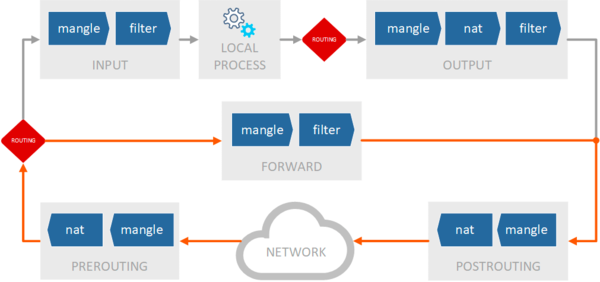 mangle filter
INPUT
LOCAL
PROCESS
ROUTING
mangle nat filter
OUTPUT
ROUTING
mangle filter
FORWARD
nat mangle
PREROUTING
NETWORK
nat mangle
POSTROUTING